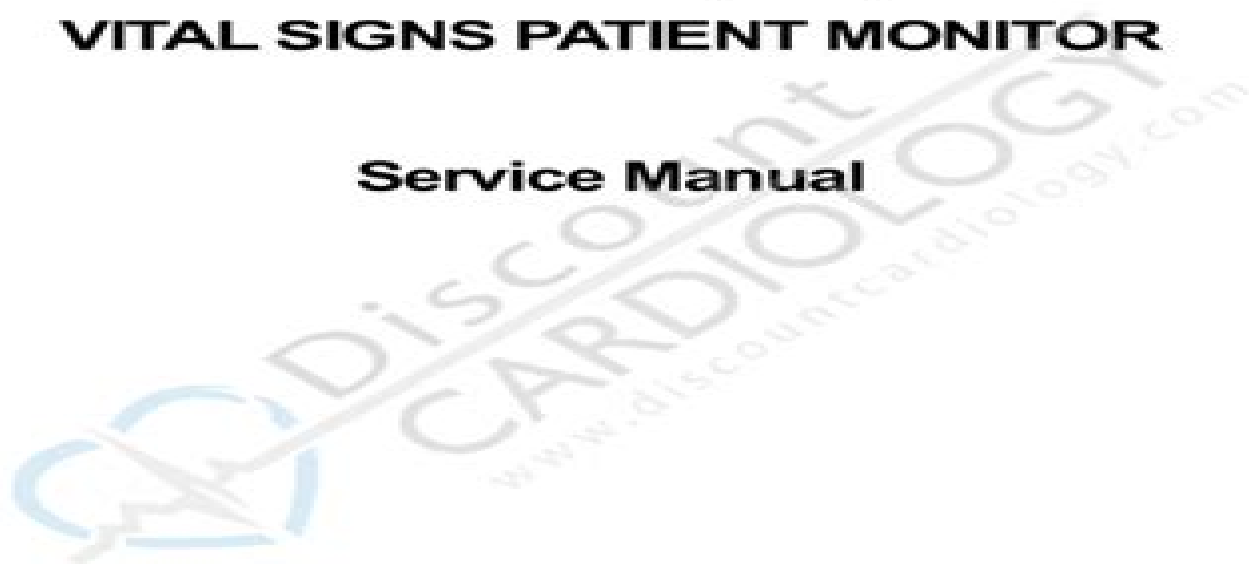 VITAL SIGNS PATIENT MONITOR
Service Manual
Discount
CARDIOLOGY
www.discountcardiology.com